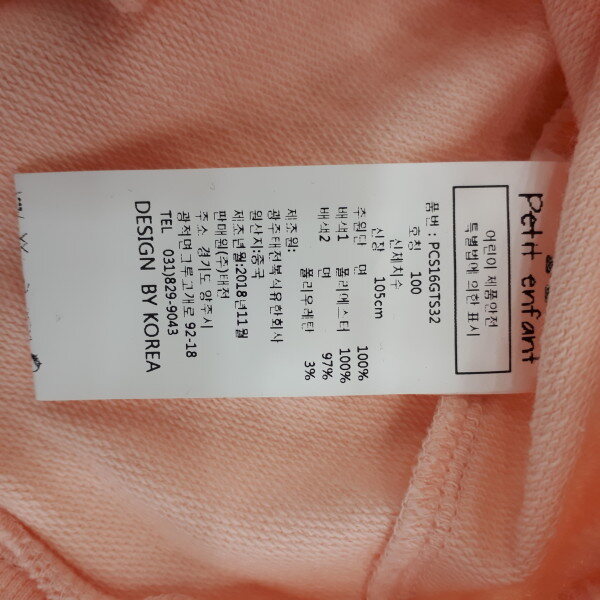 Petit enfant
어린이 제품안전
특별법에 의한 표시
품번 : PCS16GTS32
호칭 100
신체치수
신장 105cm
주원단 면 100%
배색1 폴리에스터 100%
배색2 면 97%
폴리우레탄 3%
제조원:
광주태전복식유한회사
원산지:중국
제조년월:2018년11월
판매원(주)태전
주소. 경기도 양주시
광적면그루고개로 92-18
TEL 031)829-9043
DESIGN BY KOREA